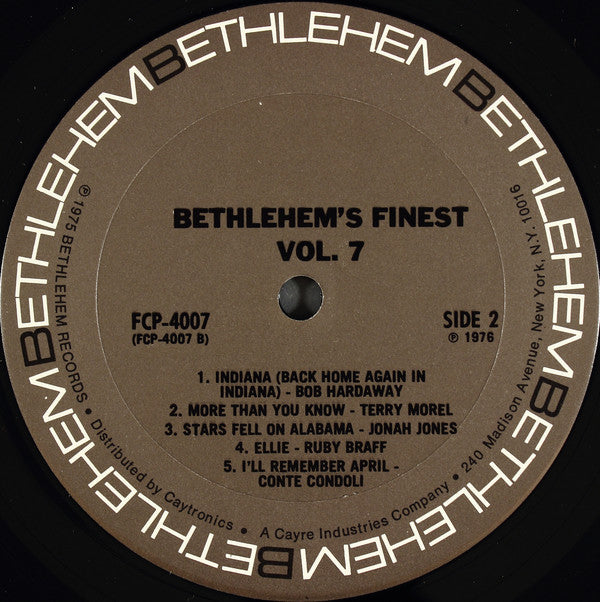 BETHLEHEM BETHLEHEM BETHLEHEM BETHLEHEM BETHLEHEM
BETHLEHEM'S FINEST
VOL. 7
FCP-4007
(FCP-4007 B)
SIDE 2
℗ 1976
1. INDIANA (BACK HOME AGAIN IN
INDIANA) - BOB HARDAWAY
2. MORE THAN YOU KNOW - TERRY MOREL
3. STARS FELL ON ALABAMA - JONAH JONES
4. ELLIE - RUBY BRAFF
5. I'LL REMEMBER APRIL -
CONTE CONDOLI
℗ 1975 BETHLEHEM RECORDS • Distributed by Caytronics • A Cayre Industries Company • 240 Madison Avenue, New York, N.Y. 10016